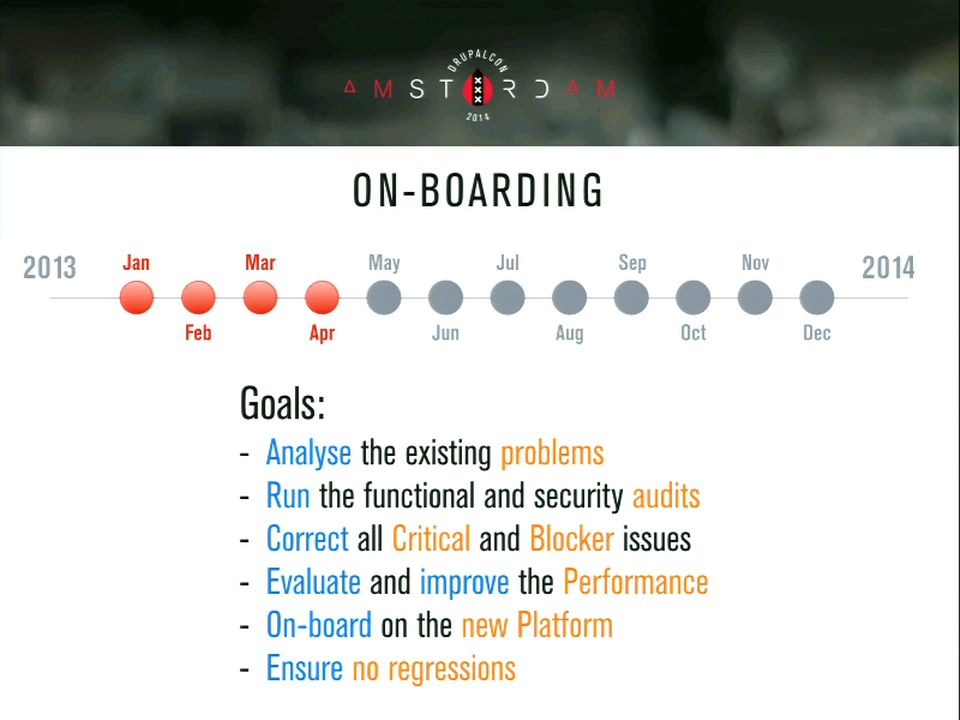 DRUPALCON
AMSTERDAM
2014
ON-BOARDING
2013 Jan Mar May Jul Sep Nov 2014
Feb Apr Jun Aug Oct Dec
Goals:
- Analyse the existing problems
- Run the functional and security audits
- Correct all Critical and Blocker issues
- Evaluate and improve the Performance
- On-board on the new Platform
- Ensure no regressions